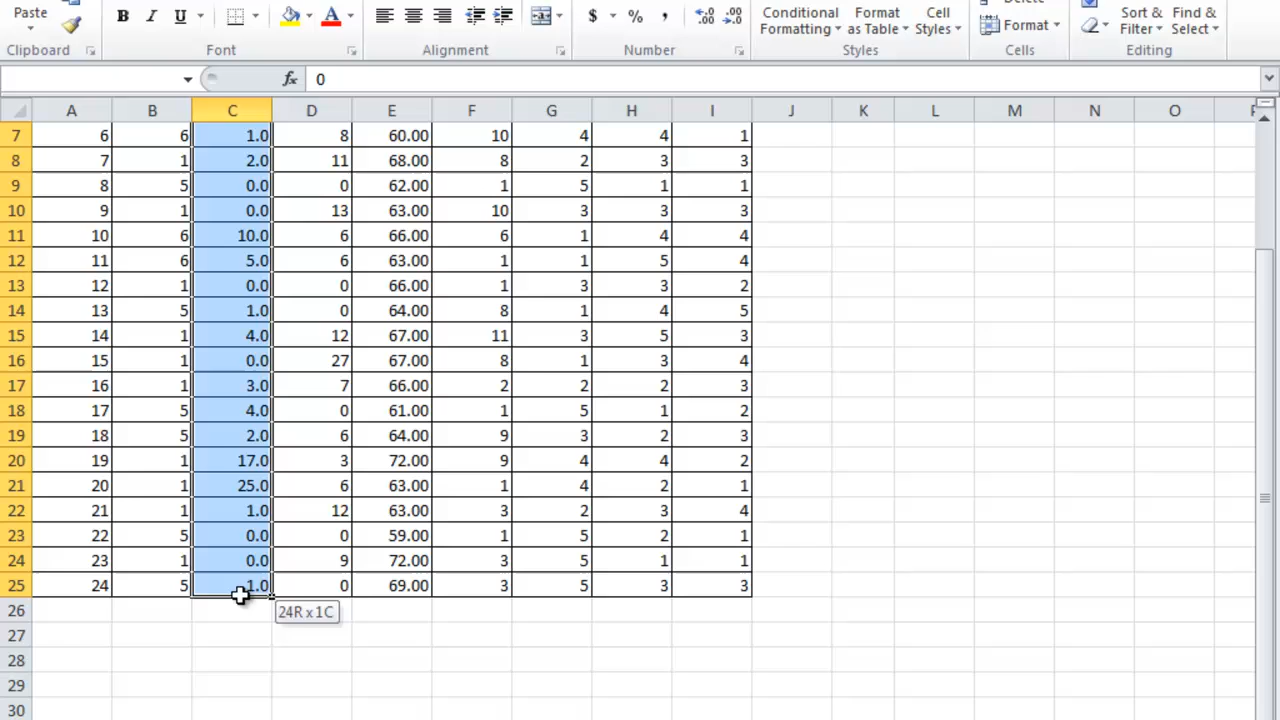 Paste B I U A $ % , .0 .00 .00 .0 Conditional Formatting Format as Table Cell Styles Format Sort & Filter Find & Select
Clipboard Font Alignment Number Styles Cells Editing
fx 0
A B C D E F G H I J K L M N O
7 6 6 1.0 8 60.00 10 4 4 1
8 7 1 2.0 11 68.00 8 2 3 3
9 8 5 0.0 0 62.00 1 5 1 1
10 9 1 0.0 13 63.00 10 3 3 3
11 10 6 10.0 6 66.00 6 1 4 4
12 11 6 5.0 6 63.00 1 1 5 4
13 12 1 0.0 0 66.00 1 3 3 2
14 13 5 1.0 0 64.00 8 1 4 5
15 14 1 4.0 12 67.00 11 3 5 3
16 15 1 0.0 27 67.00 8 1 3 4
17 16 1 3.0 7 66.00 2 2 2 3
18 17 5 4.0 0 61.00 1 5 1 2
19 18 5 2.0 6 64.00 9 3 2 3
20 19 1 17.0 3 72.00 9 4 4 2
21 20 1 25.0 6 63.00 1 4 2 1
22 21 1 1.0 12 63.00 3 2 3 4
23 22 5 0.0 0 59.00 1 5 2 1
24 23 1 0.0 9 72.00 3 5 1 1
25 24 5 1.0 0 69.00 3 5 3 3
26 24R x 1C
27
28
29
30